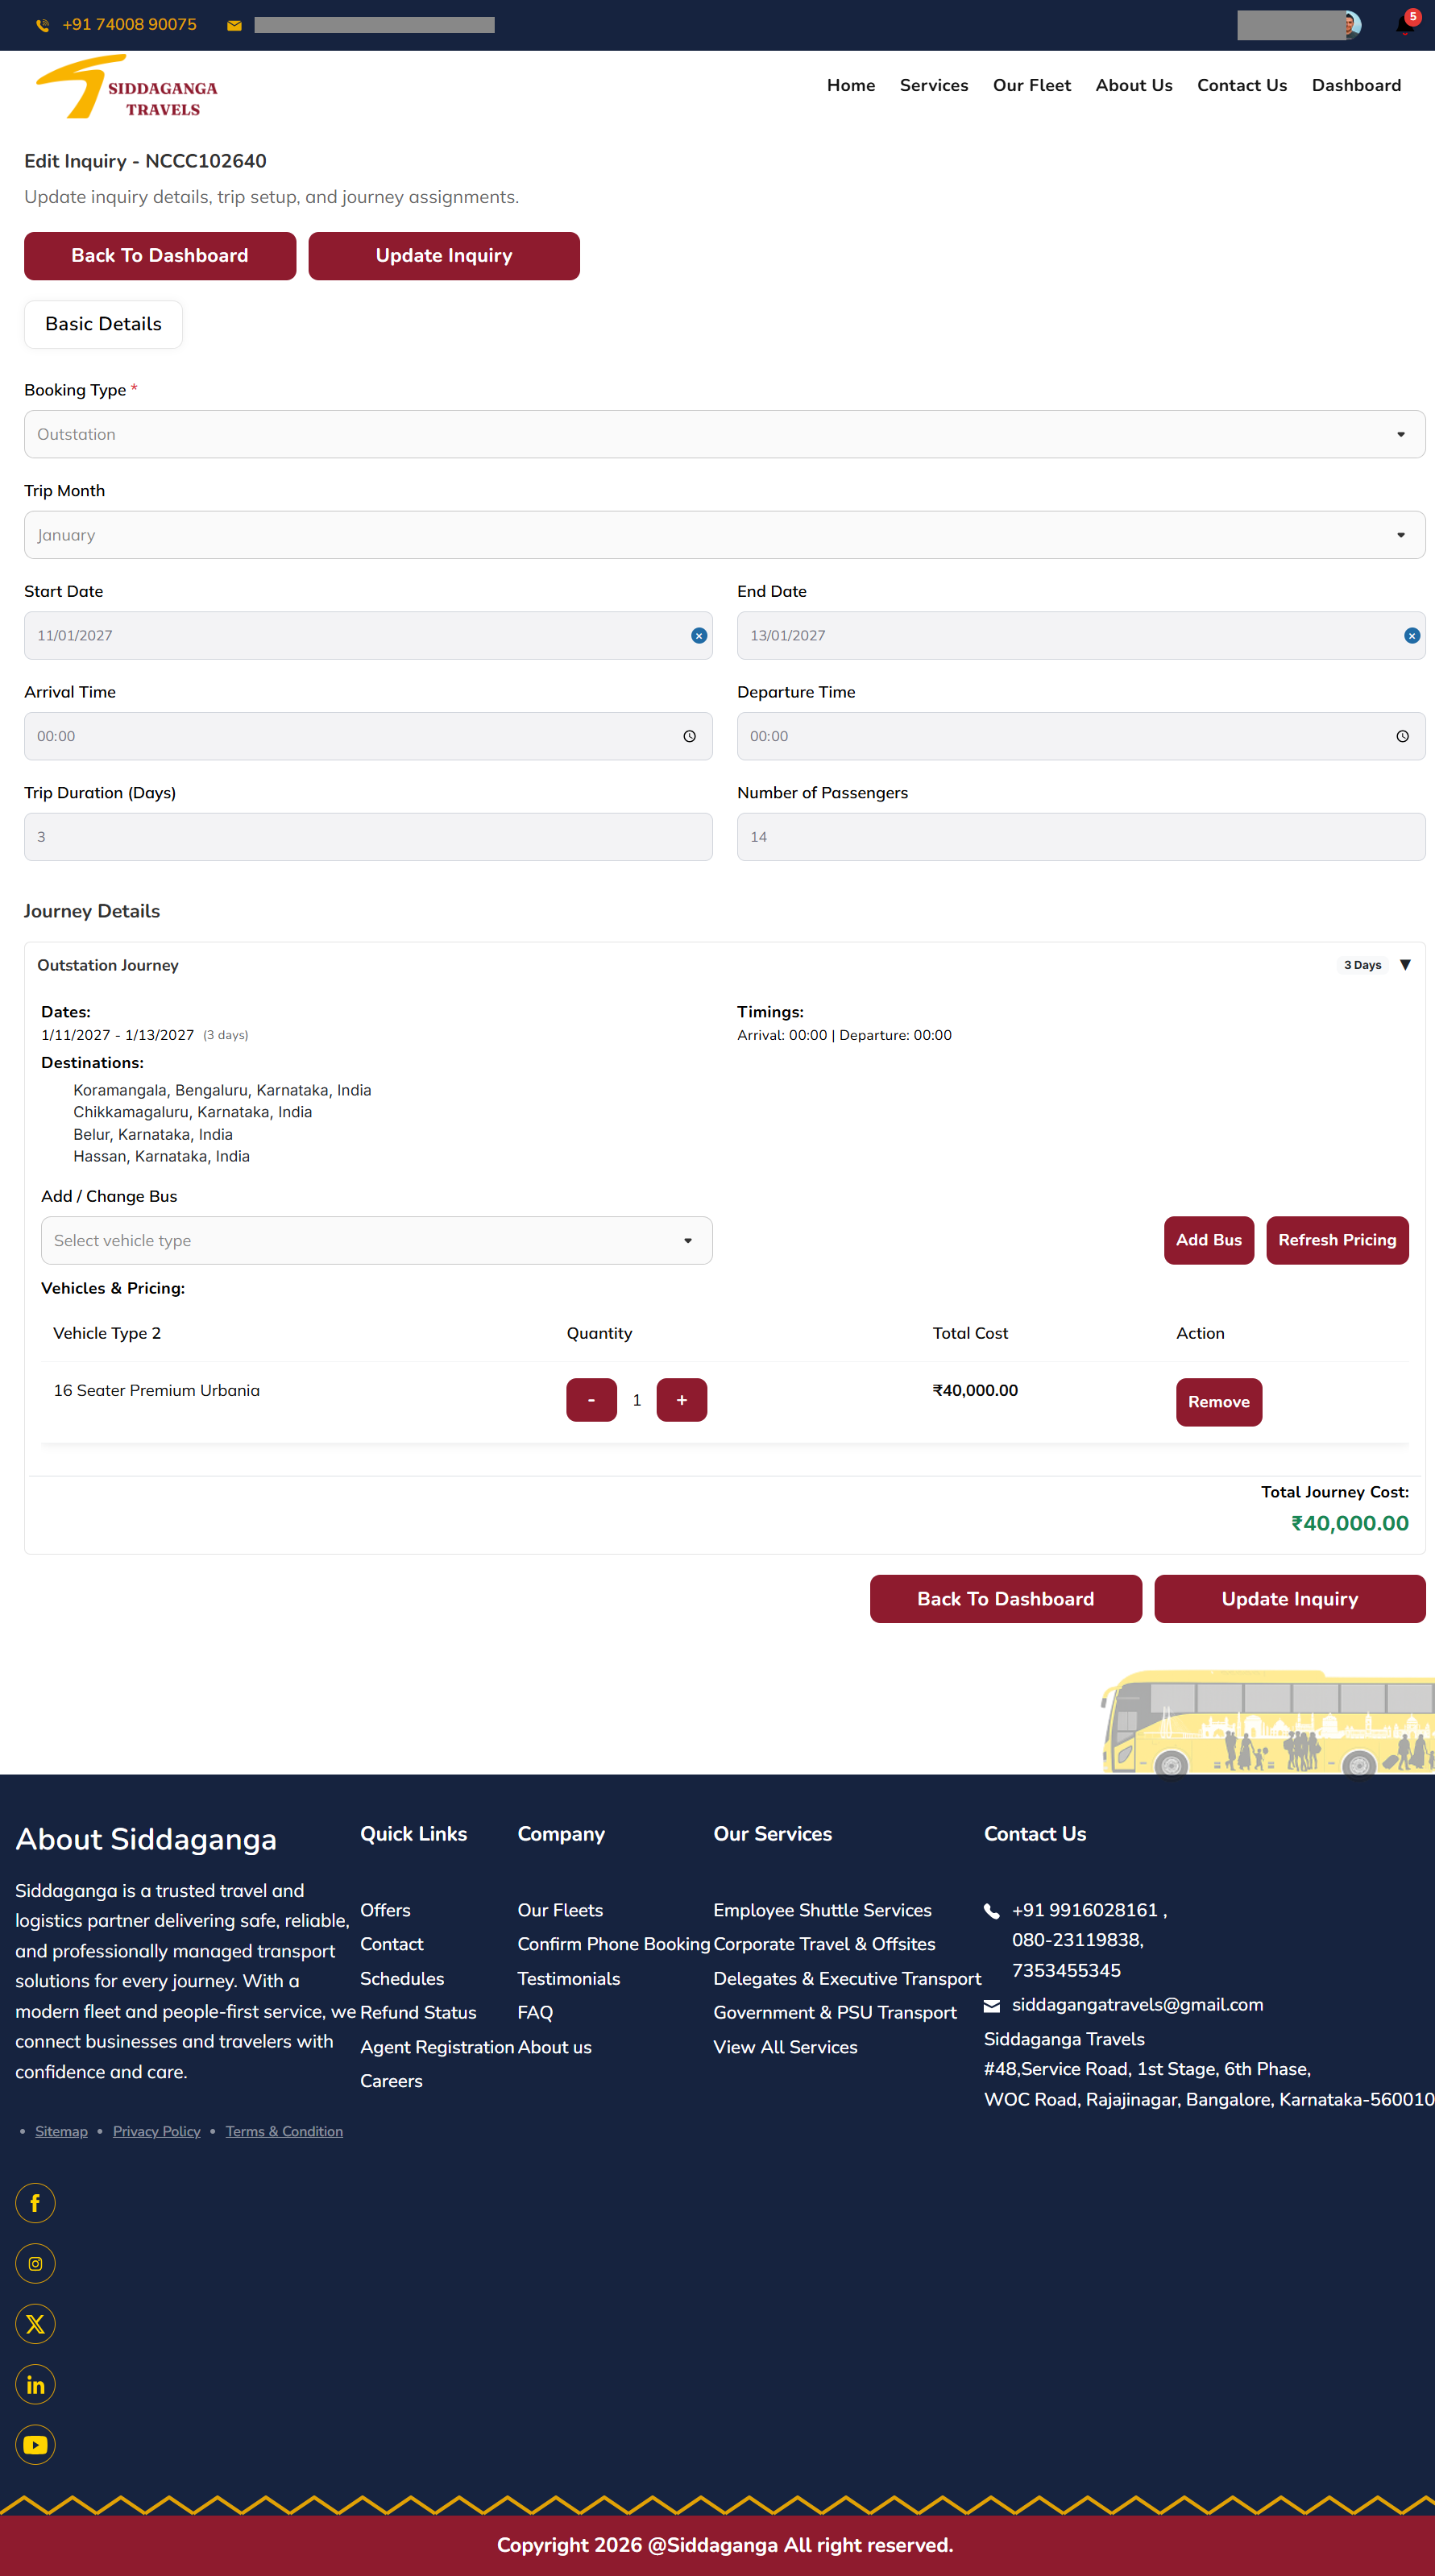 +91 74008 90075
5
SIDDAGANGA
TRAVELS
Home Services Our Fleet About Us Contact Us Dashboard
Edit Inquiry - NCCC102640
Update inquiry details, trip setup, and journey assignments.
Back To Dashboard Update Inquiry
Basic Details
Booking Type *
Outstation
Trip Month
January
Start Date End Date
11/01/2027 13/01/2027
Arrival Time Departure Time
00:00 00:00
Trip Duration (Days) Number of Passengers
3 14
Journey Details
Outstation Journey 3 Days
Dates: Timings:
1/11/2027 - 1/13/2027 (3 days) Arrival: 00:00 | Departure: 00:00
Destinations:
Koramangala, Bengaluru, Karnataka, India
Chikkamagaluru, Karnataka, India
Belur, Karnataka, India
Hassan, Karnataka, India
Add / Change Bus
Select vehicle type Add Bus Refresh Pricing
Vehicles & Pricing:
Vehicle Type 2 Quantity Total Cost Action
16 Seater Premium Urbania - 1 + ₹40,000.00 Remove
Total Journey Cost:
₹40,000.00
Back To Dashboard Update Inquiry
About Siddaganga
Siddaganga is a trusted travel and
logistics partner delivering safe, reliable,
and professionally managed transport
solutions for every journey. With a
modern fleet and people-first service, we
connect businesses and travelers with
confidence and care.
• Sitemap • Privacy Policy • Terms & Condition
Quick Links
Offers
Contact
Schedules
Refund Status
Agent Registration
Careers
Company
Our Fleets
Confirm Phone Booking
Testimonials
FAQ
About us
Our Services
Employee Shuttle Services
Corporate Travel & Offsites
Delegates & Executive Transport
Government & PSU Transport
View All Services
Contact Us
+91 9916028161 ,
080-23119838,
7353455345
siddagangatravels@gmail.com
Siddaganga Travels
#48,Service Road, 1st Stage, 6th Phase,
WOC Road, Rajajinagar, Bangalore, Karnataka-560010
Copyright 2026 @Siddaganga All right reserved.